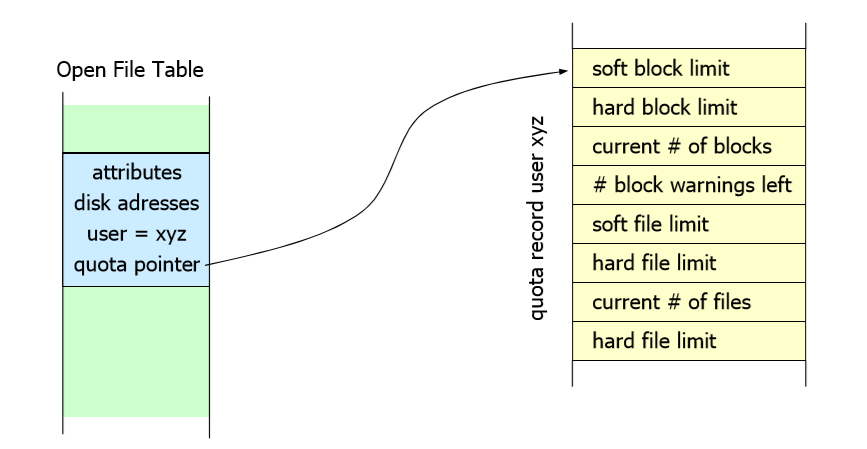 Open File Table
attributes
disk adresses
user = xyz
quota pointer
quota record user xyz
soft block limit
hard block limit
current # of blocks
# block warnings left
soft file limit
hard file limit
current # of files
hard file limit